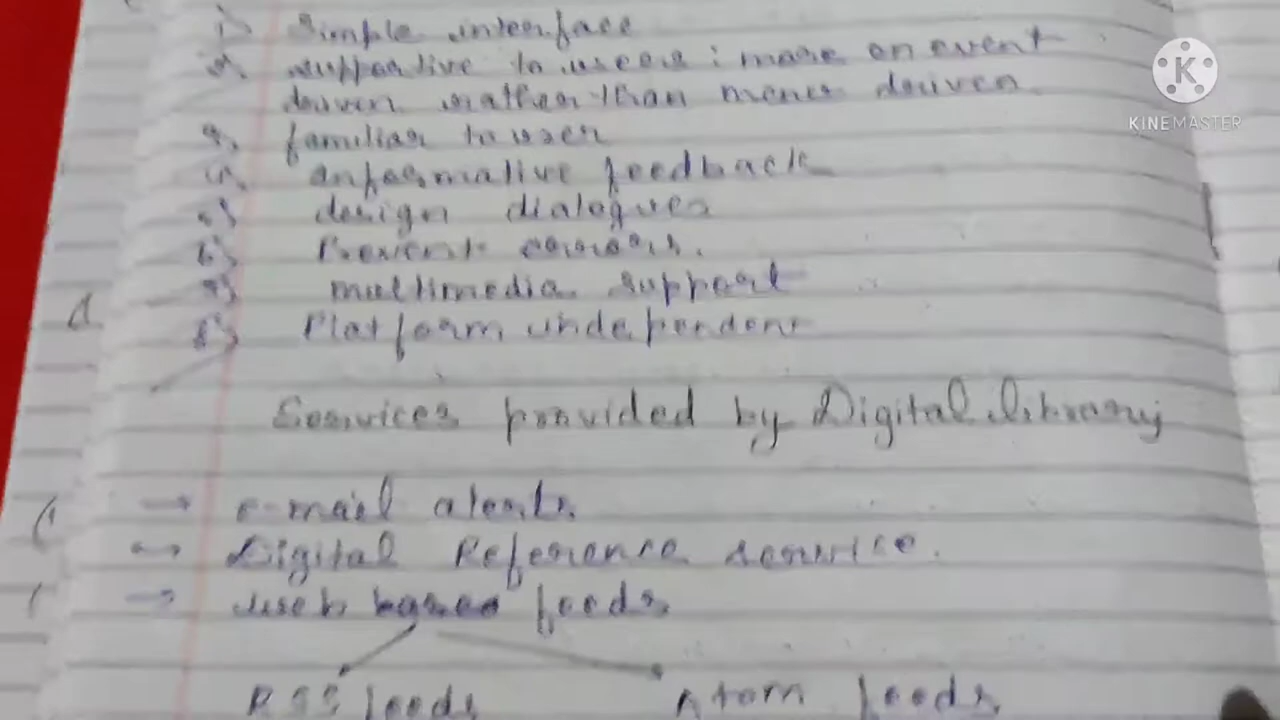 1) Simple interface
2) supportive to users : more on event
driven rather than menu driven.
3) familiar to user
4) informative feedback
5) design dialogues
6) Prevent errors.
7) multimedia support
8) Platform independent
Services provided by Digital library
→ e-mail alerts.
→ Digital Reference service.
→ web based feeds
RSS feeds Atom feeds
K
KINEMASTER